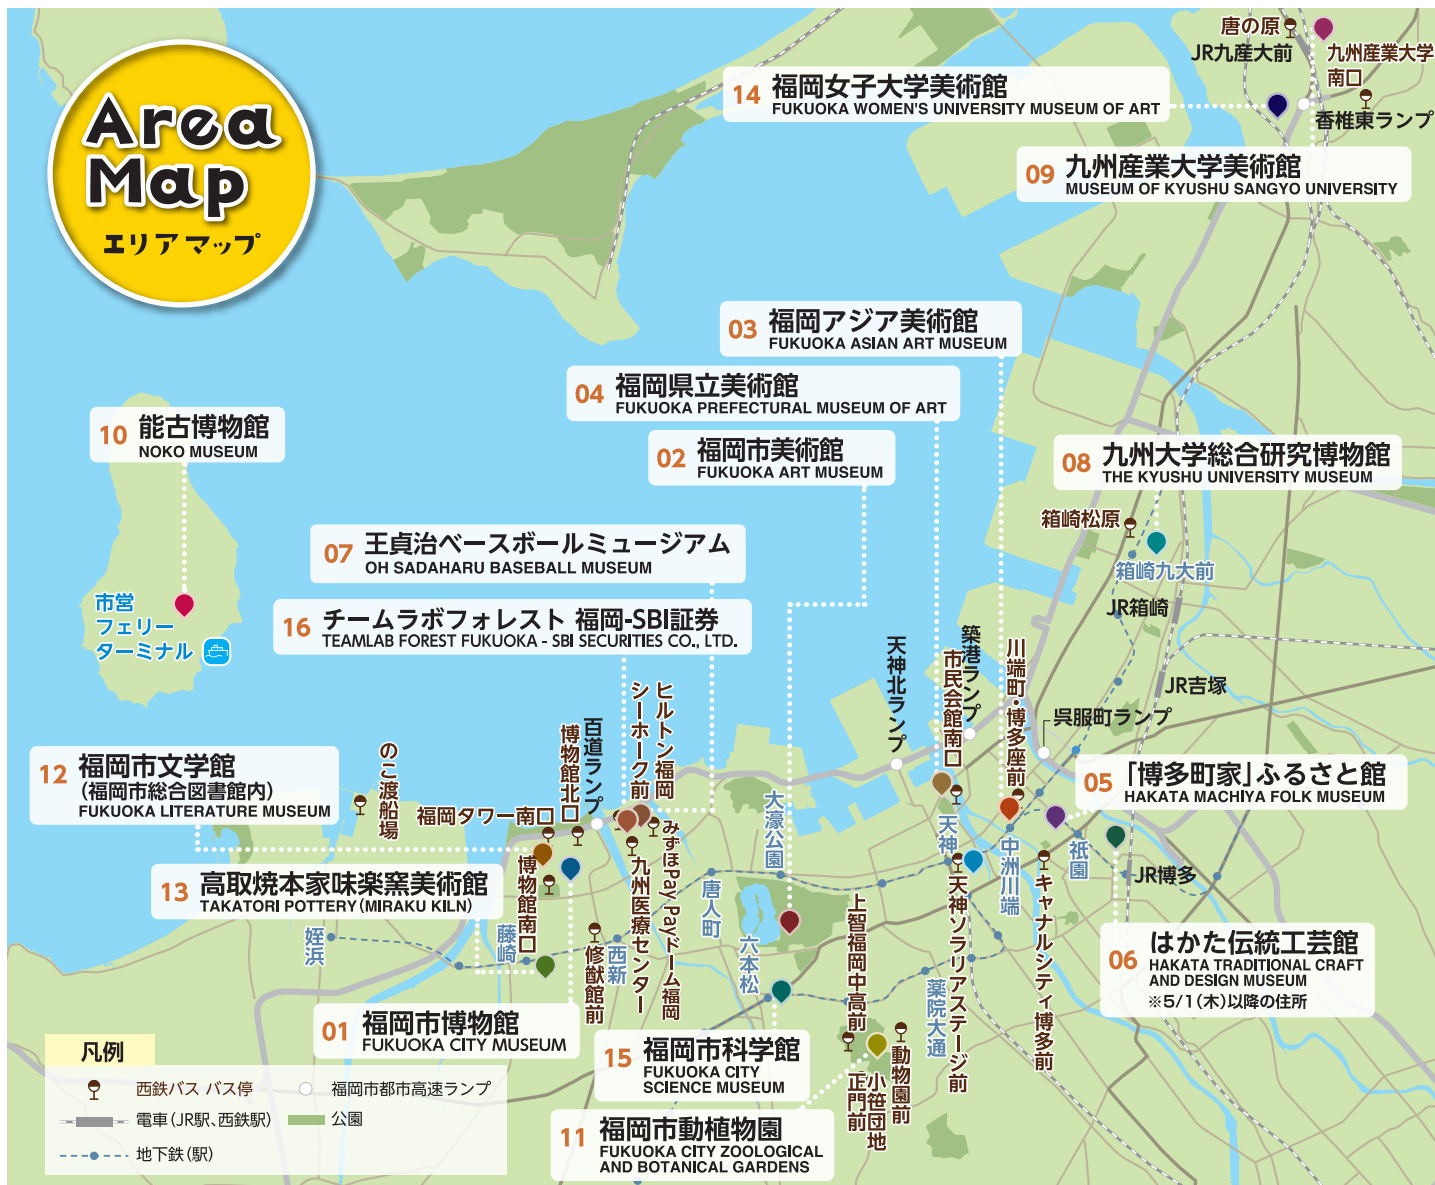 Area
Map
エリアマップ
唐の原
JR九産大前
九州産業大学
南口
香椎東ランプ
14 福岡女子大学美術館
FUKUOKA WOMEN'S UNIVERSITY MUSEUM OF ART
09 九州産業大学美術館
MUSEUM OF KYUSHU SANGYO UNIVERSITY
03 福岡アジア美術館
FUKUOKA ASIAN ART MUSEUM
04 福岡県立美術館
FUKUOKA PREFECTURAL MUSEUM OF ART
02 福岡市美術館
FUKUOKA ART MUSEUM
10 能古博物館
NOKO MUSEUM
08 九州大学総合研究博物館
THE KYUSHU UNIVERSITY MUSEUM
箱崎松原
箱崎九大前
JR箱崎
07 王貞治ベースボールミュージアム
OH SADAHARU BASEBALL MUSEUM
16 チームラボフォレスト 福岡-SBI証券
TEAMLAB FOREST FUKUOKA - SBI SECURITIES CO., LTD.
市営
フェリー
ターミナル
天神北ランプ
市民会館南口
築港ランプ
川端町・博多座前
JR吉塚
呉服町ランプ
12 福岡市文学館
(福岡市総合図書館内)
FUKUOKA LITERATURE MUSEUM
のこ渡船場
福岡タワー南口
博物館北口
百道ランプ
ヒルトン福岡
シーホーク前
みずほPay Payドーム福岡
九州医療センター
大濠公園
天神
中洲川端
05 「博多町家」ふるさと館
HAKATA MACHIYA FOLK MUSEUM
祇園
JR博多
13 高取焼本家味楽窯美術館
TAKATORI POTTERY(MIRAKU KILN)
博物館南口
姪浜
藤崎
修猷館前
西新
唐人町
六本松
上智福岡中高前
薬院大通
天神ソラリアステージ前
キャナルシティ博多前
06 はかた伝統工芸館
HAKATA TRADITIONAL CRAFT
AND DESIGN MUSEUM
※5/1(木)以降の住所
01 福岡市博物館
FUKUOKA CITY MUSEUM
15 福岡市科学館
FUKUOKA CITY
SCIENCE MUSEUM
動物園前
小笹団地
正門前
11 福岡市動植物園
FUKUOKA CITY ZOOLOGICAL
AND BOTANICAL GARDENS
凡例
西鉄バス バス停
福岡市都市高速ランプ
電車(JR駅、西鉄駅)
公園
地下鉄(駅)